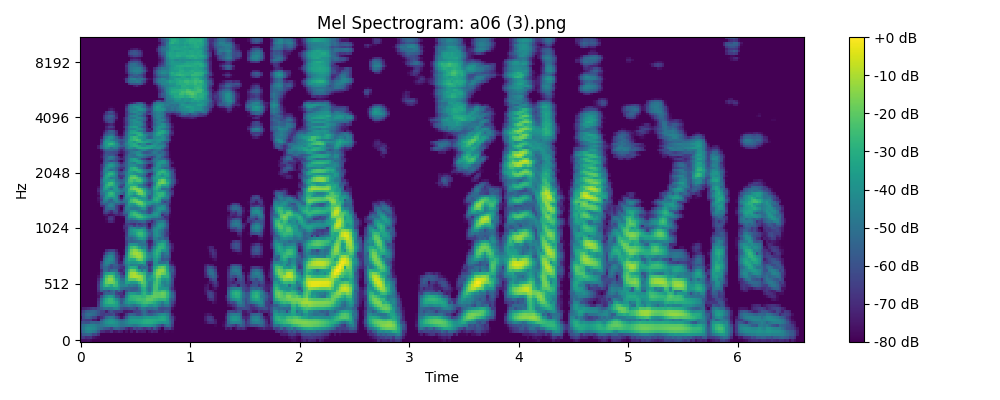 Mel Spectrogram: a06 (3).png
8192
4096
2048
1024
512
0
Hz
0 1 2 3 4 5 6
Time
+0 dB
-10 dB
-20 dB
-30 dB
-40 dB
-50 dB
-60 dB
-70 dB
-80 dB